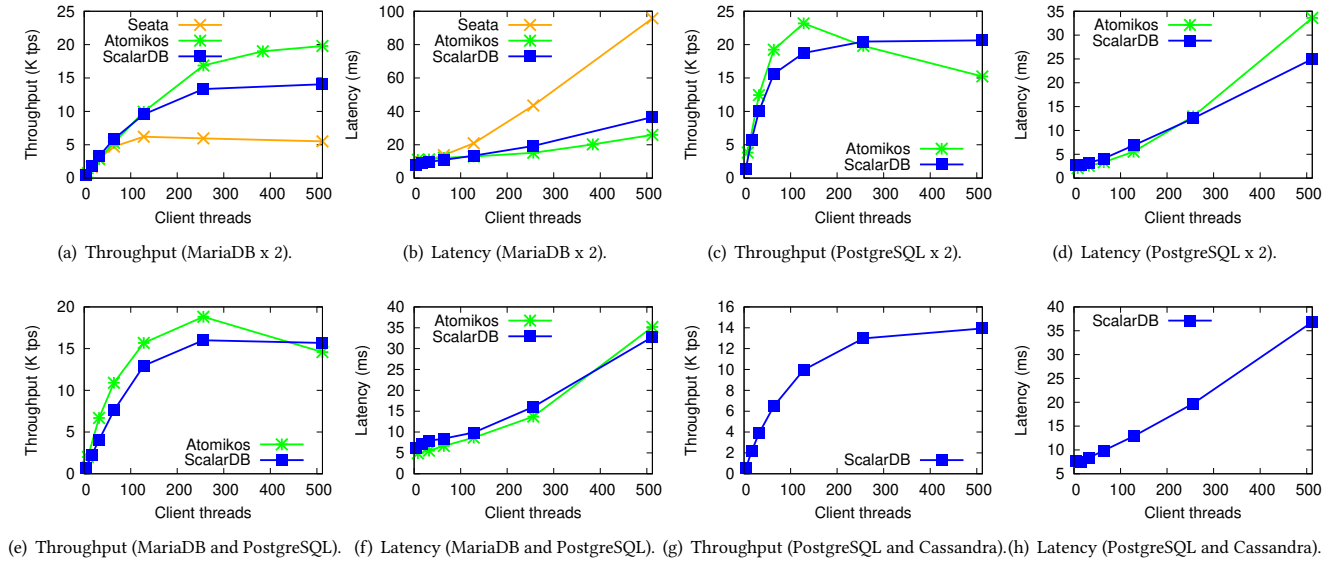 Throughput (K tps)
25
20
15
10
5
0
0 100 200 300 400 500
Client threads
Seata
Atomikos
ScalarDB
(a) Throughput (MariaDB x 2).
Latency (ms)
100
80
60
40
20
0
0 100 200 300 400 500
Client threads
Seata
Atomikos
ScalarDB
(b) Latency (MariaDB x 2).
Throughput (K tps)
25
20
15
10
5
0
0 100 200 300 400 500
Client threads
Atomikos
ScalarDB
(c) Throughput (PostgreSQL x 2).
Latency (ms)
35
30
25
20
15
10
5
0
0 100 200 300 400 500
Client threads
Atomikos
ScalarDB
(d) Latency (PostgreSQL x 2).
Throughput (K tps)
20
15
10
5
0
0 100 200 300 400 500
Client threads
Atomikos
ScalarDB
(e) Throughput (MariaDB and PostgreSQL).
Latency (ms)
40
35
30
25
20
15
10
5
0
0 100 200 300 400 500
Client threads
Atomikos
ScalarDB
(f) Latency (MariaDB and PostgreSQL).
Throughput (K tps)
16
14
12
10
8
6
4
2
0
0 100 200 300 400 500
Client threads
ScalarDB
(g) Throughput (PostgreSQL and Cassandra).
Latency (ms)
40
35
30
25
20
15
10
5
0 100 200 300 400 500
Client threads
ScalarDB
(h) Latency (PostgreSQL and Cassandra).